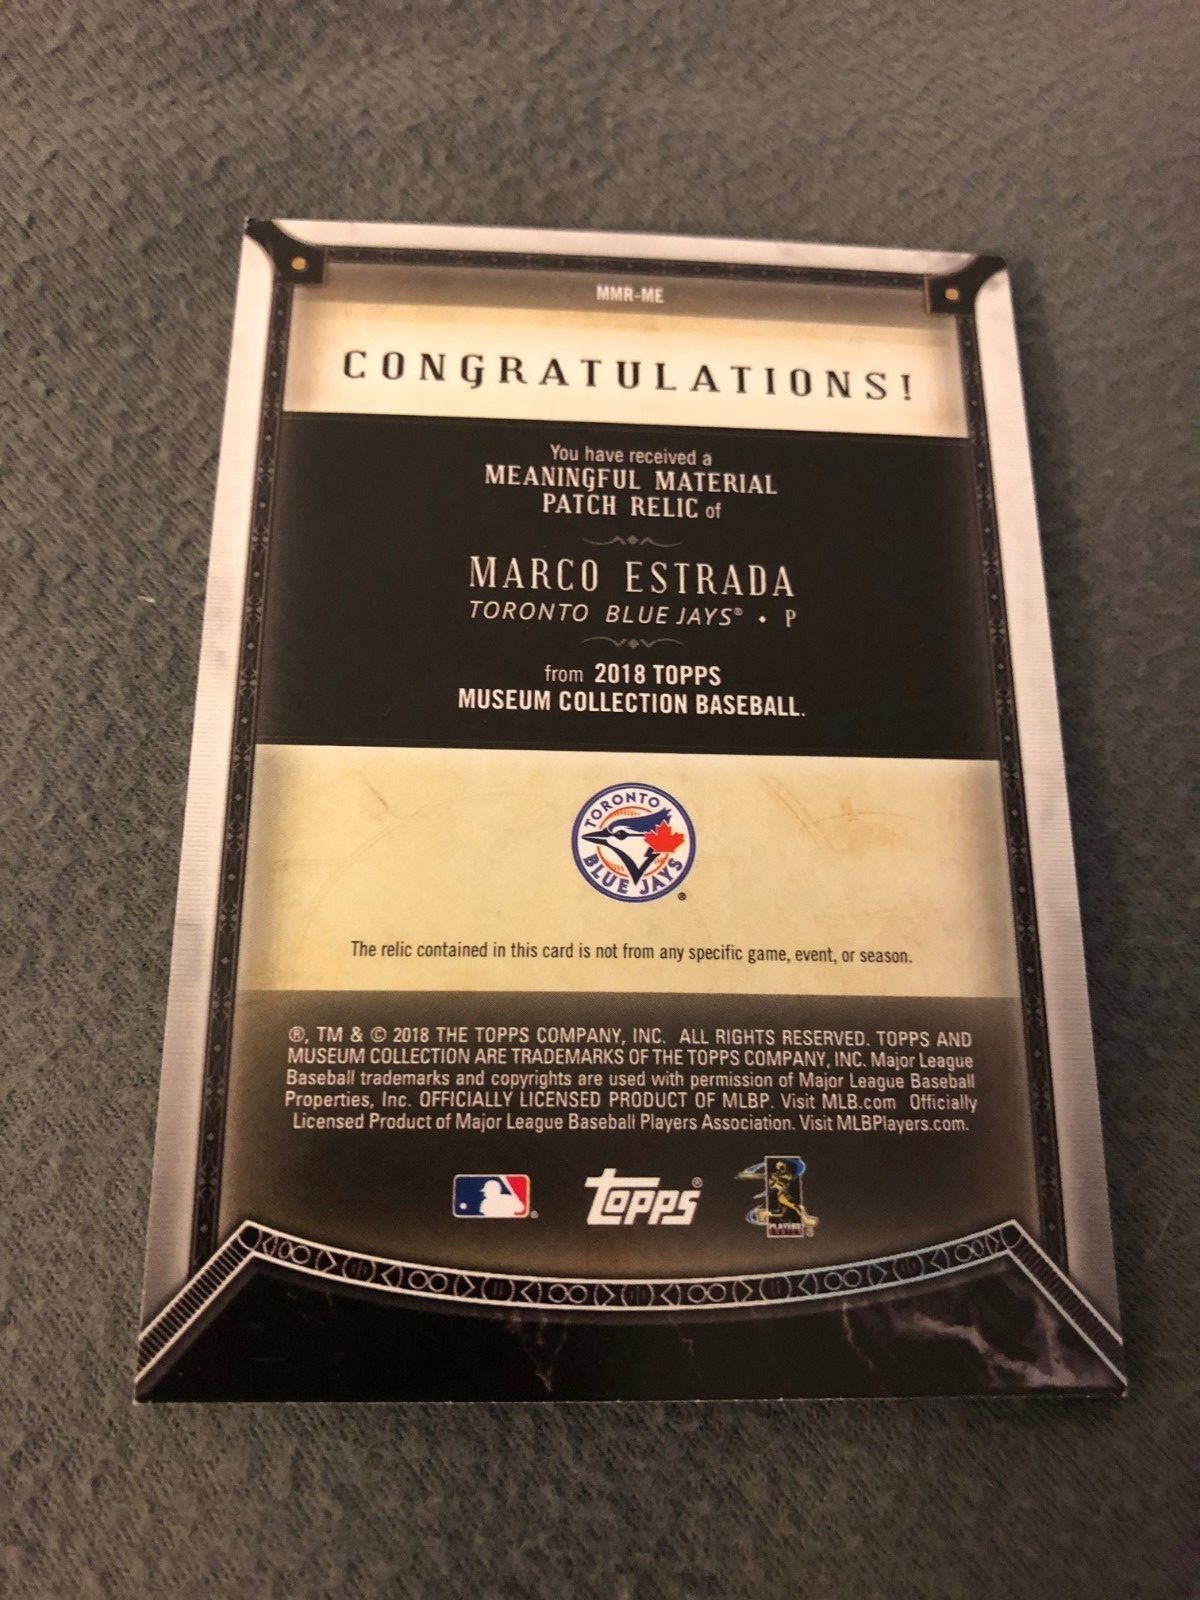 MMR-ME
CONGRATULATIONS!
You have received a
MEANINGFUL MATERIAL
PATCH RELIC of
MARCO ESTRADA
TORONTO BLUE JAYS® • P
from 2018 TOPPS
MUSEUM COLLECTION BASEBALL.
TORONTO
BLUE JAYS
®
The relic contained in this card is not from any specific game, event, or season.
®, TM & © 2018 THE TOPPS COMPANY, INC. ALL RIGHTS RESERVED. TOPPS AND
MUSEUM COLLECTION ARE TRADEMARKS OF THE TOPPS COMPANY, INC. Major League
Baseball trademarks and copyrights are used with permission of Major League Baseball
Properties, Inc. OFFICIALLY LICENSED PRODUCT OF MLBP. Visit MLB.com Officially
Licensed Product of Major League Baseball Players Association. Visit MLBPlayers.com.
Topps®